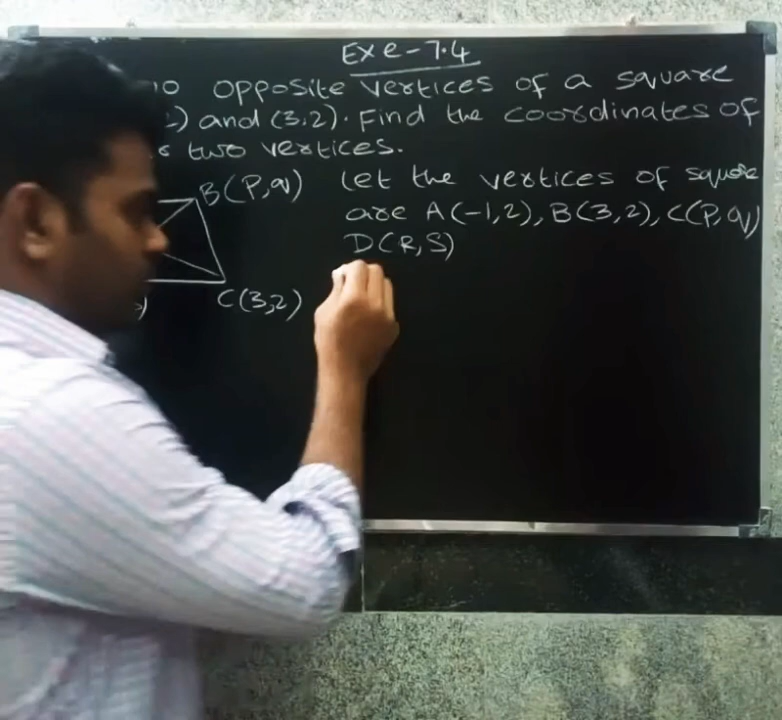 Exe-7.4
opposite vertices of a square
) and (3,2). Find the coordinates of
two vertices.
B(P,q) Let the vertices of square
are A(-1,2), B(3,2), C(P,q)
D(R,S)
C(3,2)